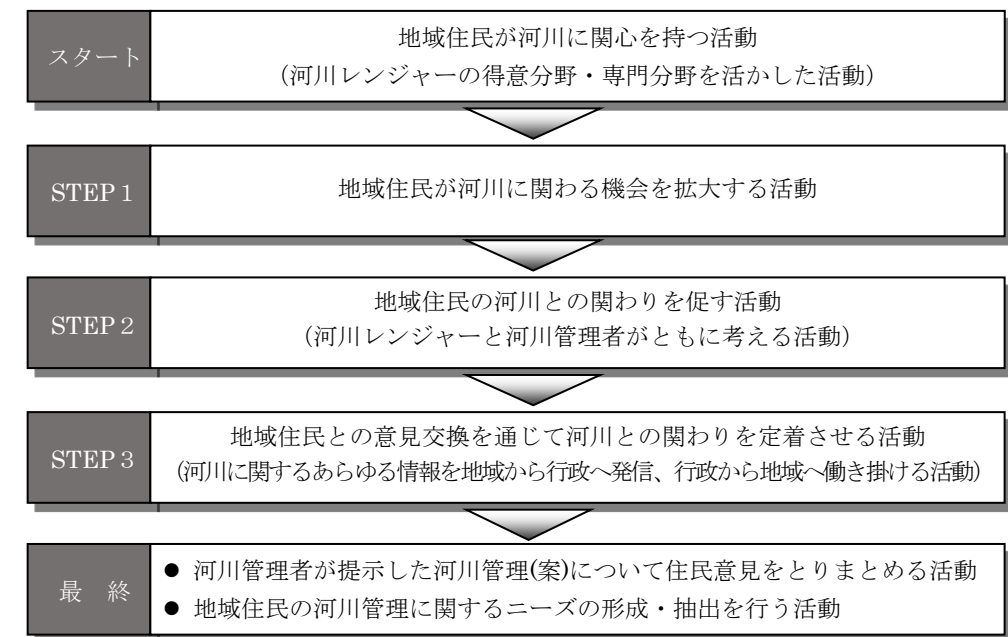 スタート
地域住民が河川に関心を持つ活動
（河川レンジャーの得意分野・専門分野を活かした活動）
STEP１
地域住民が河川に関わる機会を拡大する活動
STEP２
地域住民の河川との関わりを促す活動
（河川レンジャーと河川管理者がともに考える活動）
STEP３
地域住民との意見交換を通じて河川との関わりを定着させる活動
（河川に関するあらゆる情報を地域から行政へ発信、行政から地域へ働き掛ける活動）
最　終
● 河川管理者が提示した河川管理(案)について住民意見をとりまとめる活動
● 地域住民の河川管理に関するニーズの形成・抽出を行う活動